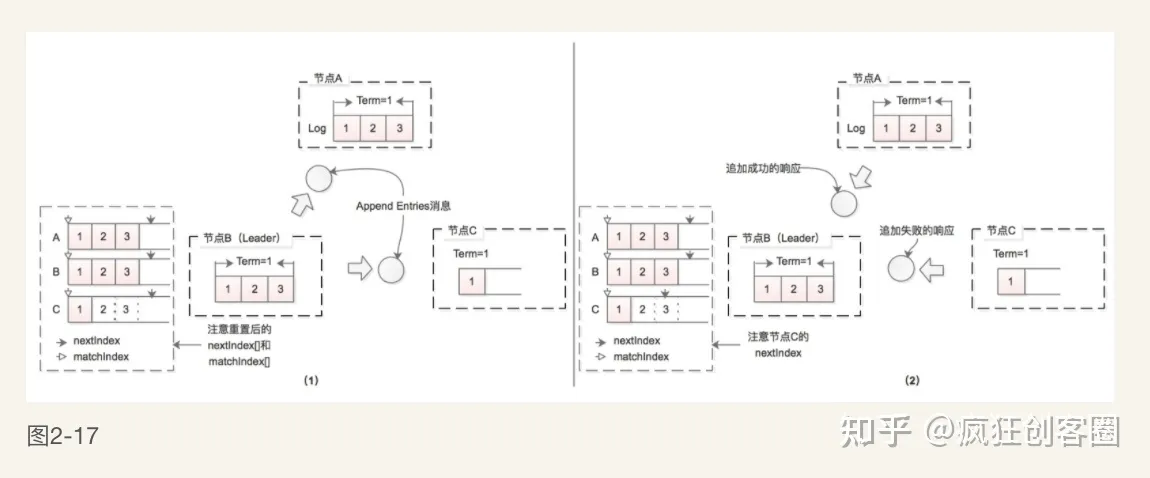 节点A
Term=1
Log
1 2 3
Append Entries消息
A 1 2 3
B 1 2 3
C 1 2 3
nextIndex
matchIndex
节点B（Leader）
Term=1
1 2 3
节点C
Term=1
1
注意重置后的
nextIndex[]和
matchIndex[]
（1）
节点A
Term=1
Log
1 2 3
追加成功的响应
A 1 2 3
B 1 2 3
C 1 2 3
nextIndex
matchIndex
节点B（Leader）
Term=1
1 2 3
追加失败的响应
节点C
Term=1
1
注意节点C的
nextIndex
（2）
图2-17
知乎 @疯狂创客圈